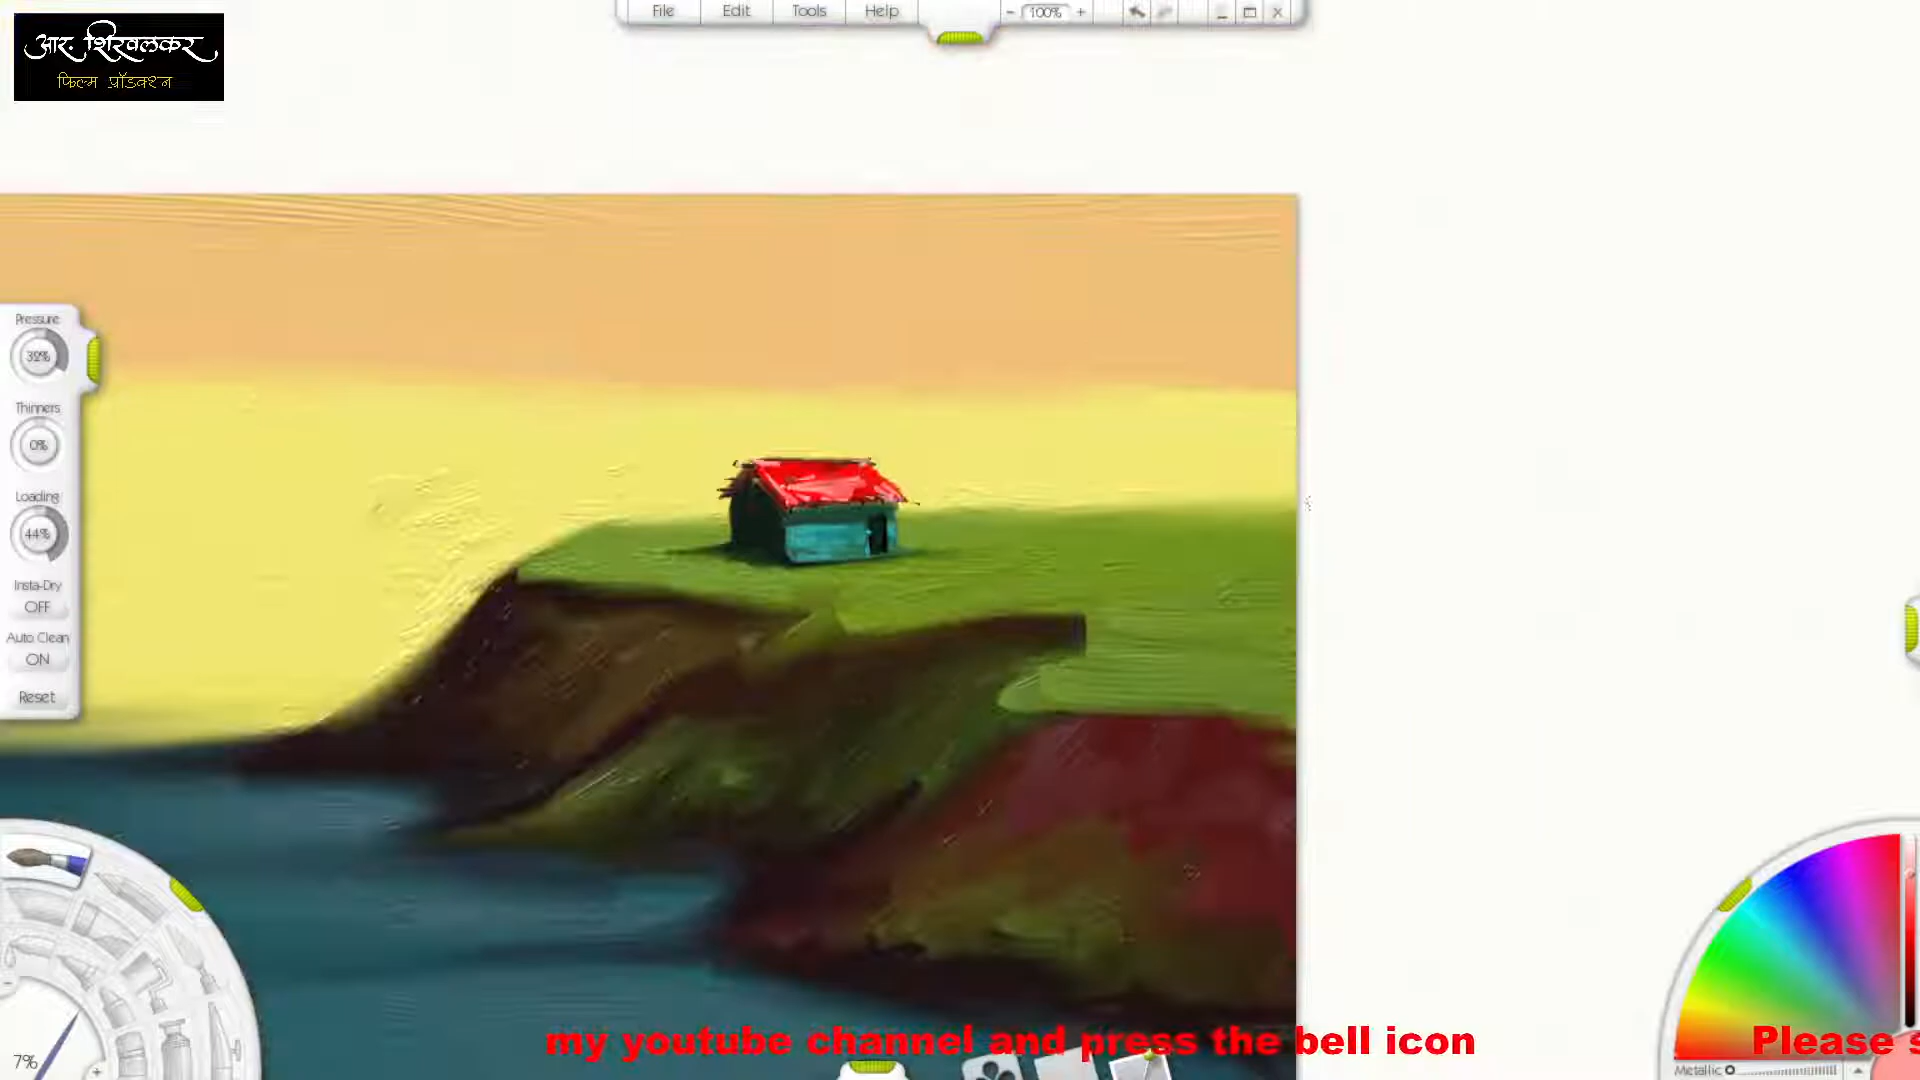 आर. शिरवलकर
फिल्म प्रॉडक्शन
File Edit Tools Help
100%
Pressure
39%
Thinners
0%
Loading
44%
Insta-Dry
OFF
Auto Clean
ON
Reset
7%
my youtube channel and press the bell icon
Please s
Metallic